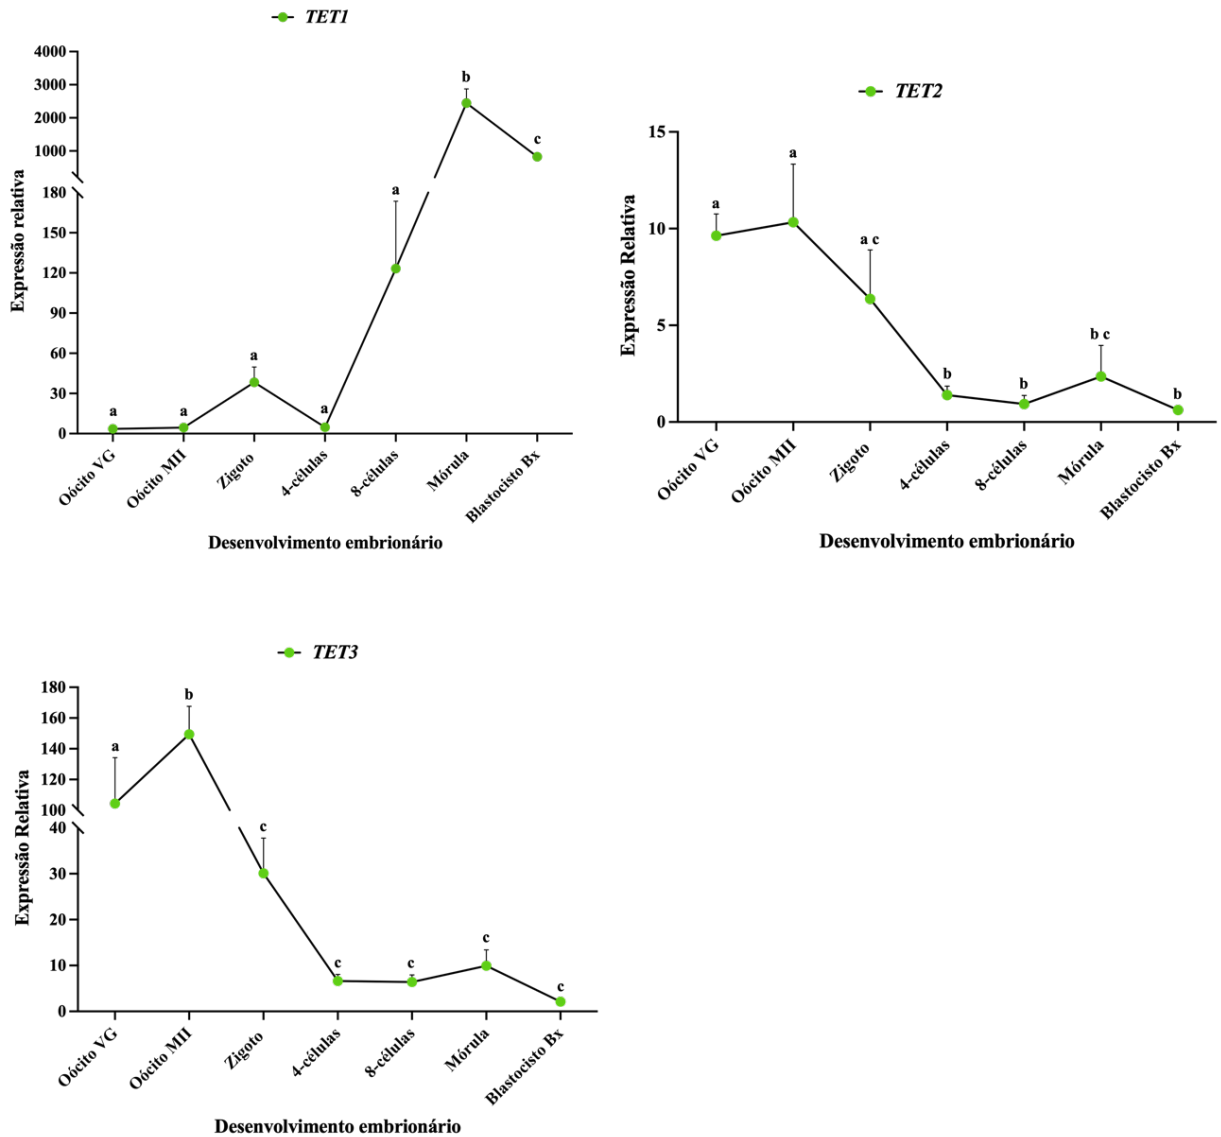 TET1
Expressão relativa
4000
3000
2000
1000
180
150
120
90
60
30
0
a
a
a
a
a
b
c
Oócito VG
Oócito MII
Zigoto
4-células
8-células
Mórula
Blastocisto Bx
Desenvolvimento embrionário
TET2
Expressão Relativa
15
10
5
0
a
a
a c
b
b
b c
b
Oócito VG
Oócito MII
Zigoto
4-células
8-células
Mórula
Blastocisto Bx
Desenvolvimento embrionário
TET3
Expressão Relativa
180
160
140
120
100
40
30
20
10
0
a
b
c
c
c
c
c
Oócito VG
Oócito MII
Zigoto
4-células
8-células
Mórula
Blastocisto Bx
Desenvolvimento embrionário